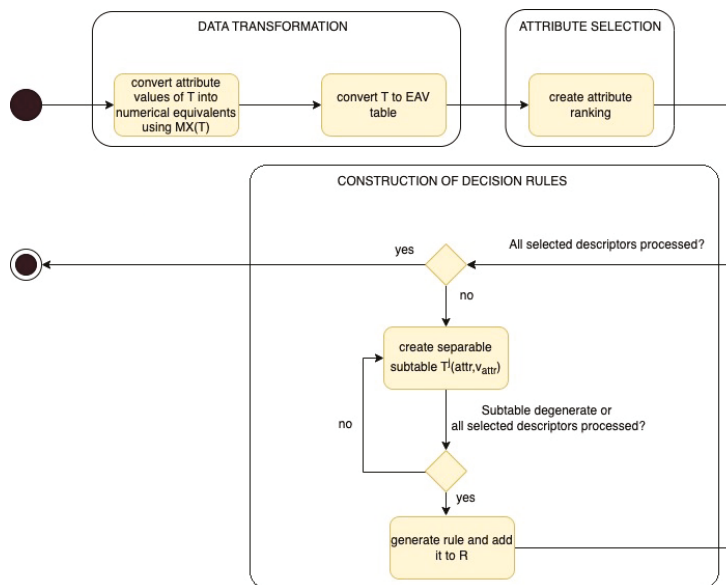 DATA TRANSFORMATION
ATTRIBUTE SELECTION
convert attribute
values of T into
numerical equivalents
using MX(T)
convert T to EAV
table
create attribute
ranking
CONSTRUCTION OF DECISION RULES
yes
All selected descriptors processed?
no
create separable
subtable Tʲ(attr,vₐₜₜᵣ)
Subtable degenerate or
all selected descriptors processed?
no
yes
generate rule and add
it to R